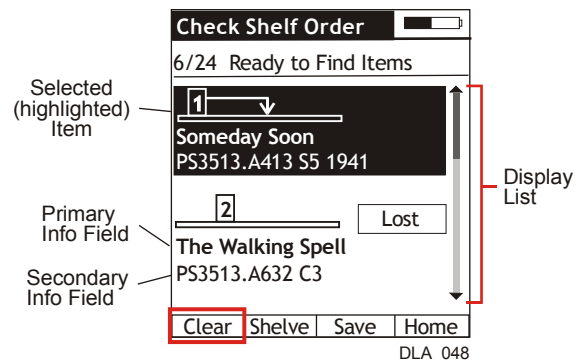 Check Shelf Order
6/24 Ready to Find Items
Selected
(highlighted)
Item
1
Someday Soon
PS3513.A413 S5 1941
Display
List
2
Lost
Primary
Info Field
The Walking Spell
Secondary
Info Field
PS3513.A632 C3
Clear Shelve Save Home
DLA 048